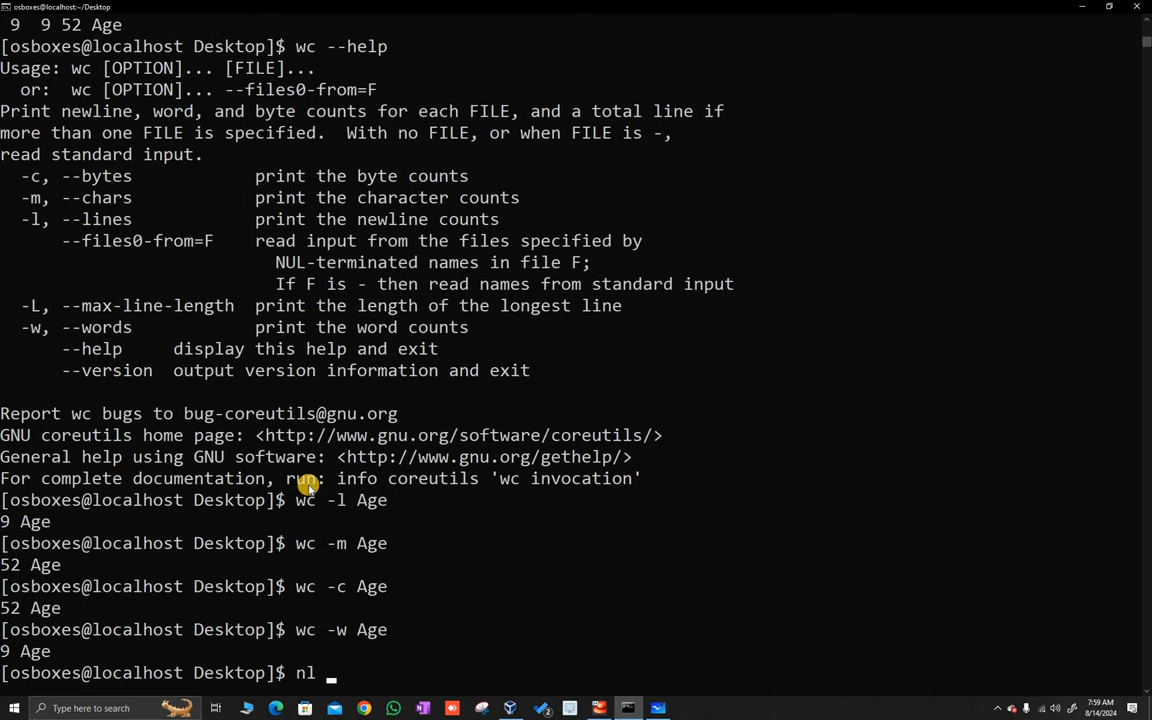 osboxes@localhost:~/Desktop
9  9 52 Age
[osboxes@localhost Desktop]$ wc --help
Usage: wc [OPTION]... [FILE]...
  or:  wc [OPTION]... --files0-from=F
Print newline, word, and byte counts for each FILE, and a total line if
more than one FILE is specified.  With no FILE, or when FILE is -,
read standard input.
  -c, --bytes            print the byte counts
  -m, --chars            print the character counts
  -l, --lines            print the newline counts
      --files0-from=F    read input from the files specified by
                           NUL-terminated names in file F;
                           If F is - then read names from standard input
  -L, --max-line-length  print the length of the longest line
  -w, --words            print the word counts
      --help     display this help and exit
      --version  output version information and exit
Report wc bugs to bug-coreutils@gnu.org
GNU coreutils home page: <http://www.gnu.org/software/coreutils/>
General help using GNU software: <http://www.gnu.org/gethelp/>
For complete documentation, run: info coreutils 'wc invocation'
[osboxes@localhost Desktop]$ wc -l Age
9 Age
[osboxes@localhost Desktop]$ wc -m Age
52 Age
[osboxes@localhost Desktop]$ wc -c Age
52 Age
[osboxes@localhost Desktop]$ wc -w Age
9 Age
[osboxes@localhost Desktop]$ nl _
Type here to search
7:59 AM
8/14/2024